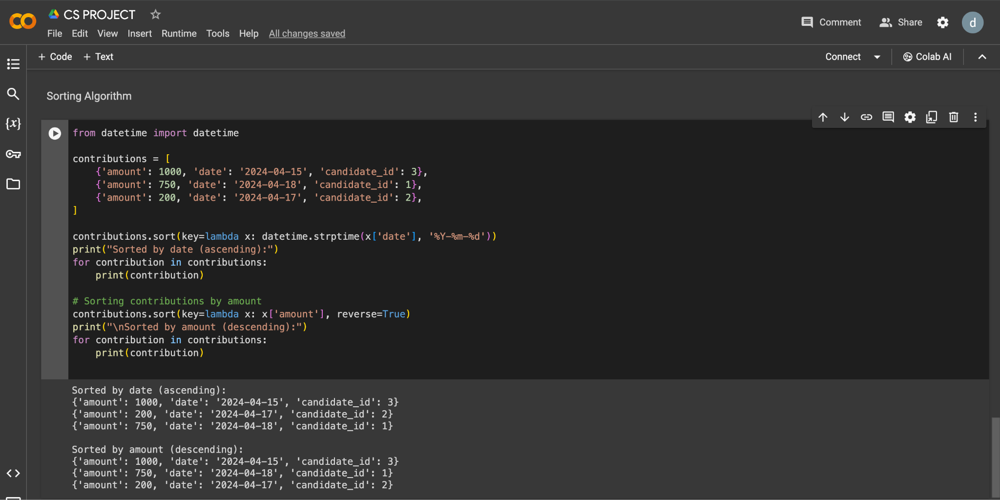 CS PROJECT
File Edit View Insert Runtime Tools Help All changes saved
Comment Share d
+ Code + Text Connect Colab AI
{x}
Sorting Algorithm
from datetime import datetime
contributions = [
    {'amount': 1000, 'date': '2024-04-15', 'candidate_id': 3},
    {'amount': 750, 'date': '2024-04-18', 'candidate_id': 1},
    {'amount': 200, 'date': '2024-04-17', 'candidate_id': 2},
]
contributions.sort(key=lambda x: datetime.strptime(x['date'], '%Y-%m-%d'))
print("Sorted by date (ascending):")
for contribution in contributions:
    print(contribution)
# Sorting contributions by amount
contributions.sort(key=lambda x: x['amount'], reverse=True)
print("\nSorted by amount (descending):")
for contribution in contributions:
    print(contribution)
Sorted by date (ascending):
{'amount': 1000, 'date': '2024-04-15', 'candidate_id': 3}
{'amount': 200, 'date': '2024-04-17', 'candidate_id': 2}
{'amount': 750, 'date': '2024-04-18', 'candidate_id': 1}
Sorted by amount (descending):
{'amount': 1000, 'date': '2024-04-15', 'candidate_id': 3}
{'amount': 750, 'date': '2024-04-18', 'candidate_id': 1}
{'amount': 200, 'date': '2024-04-17', 'candidate_id': 2}